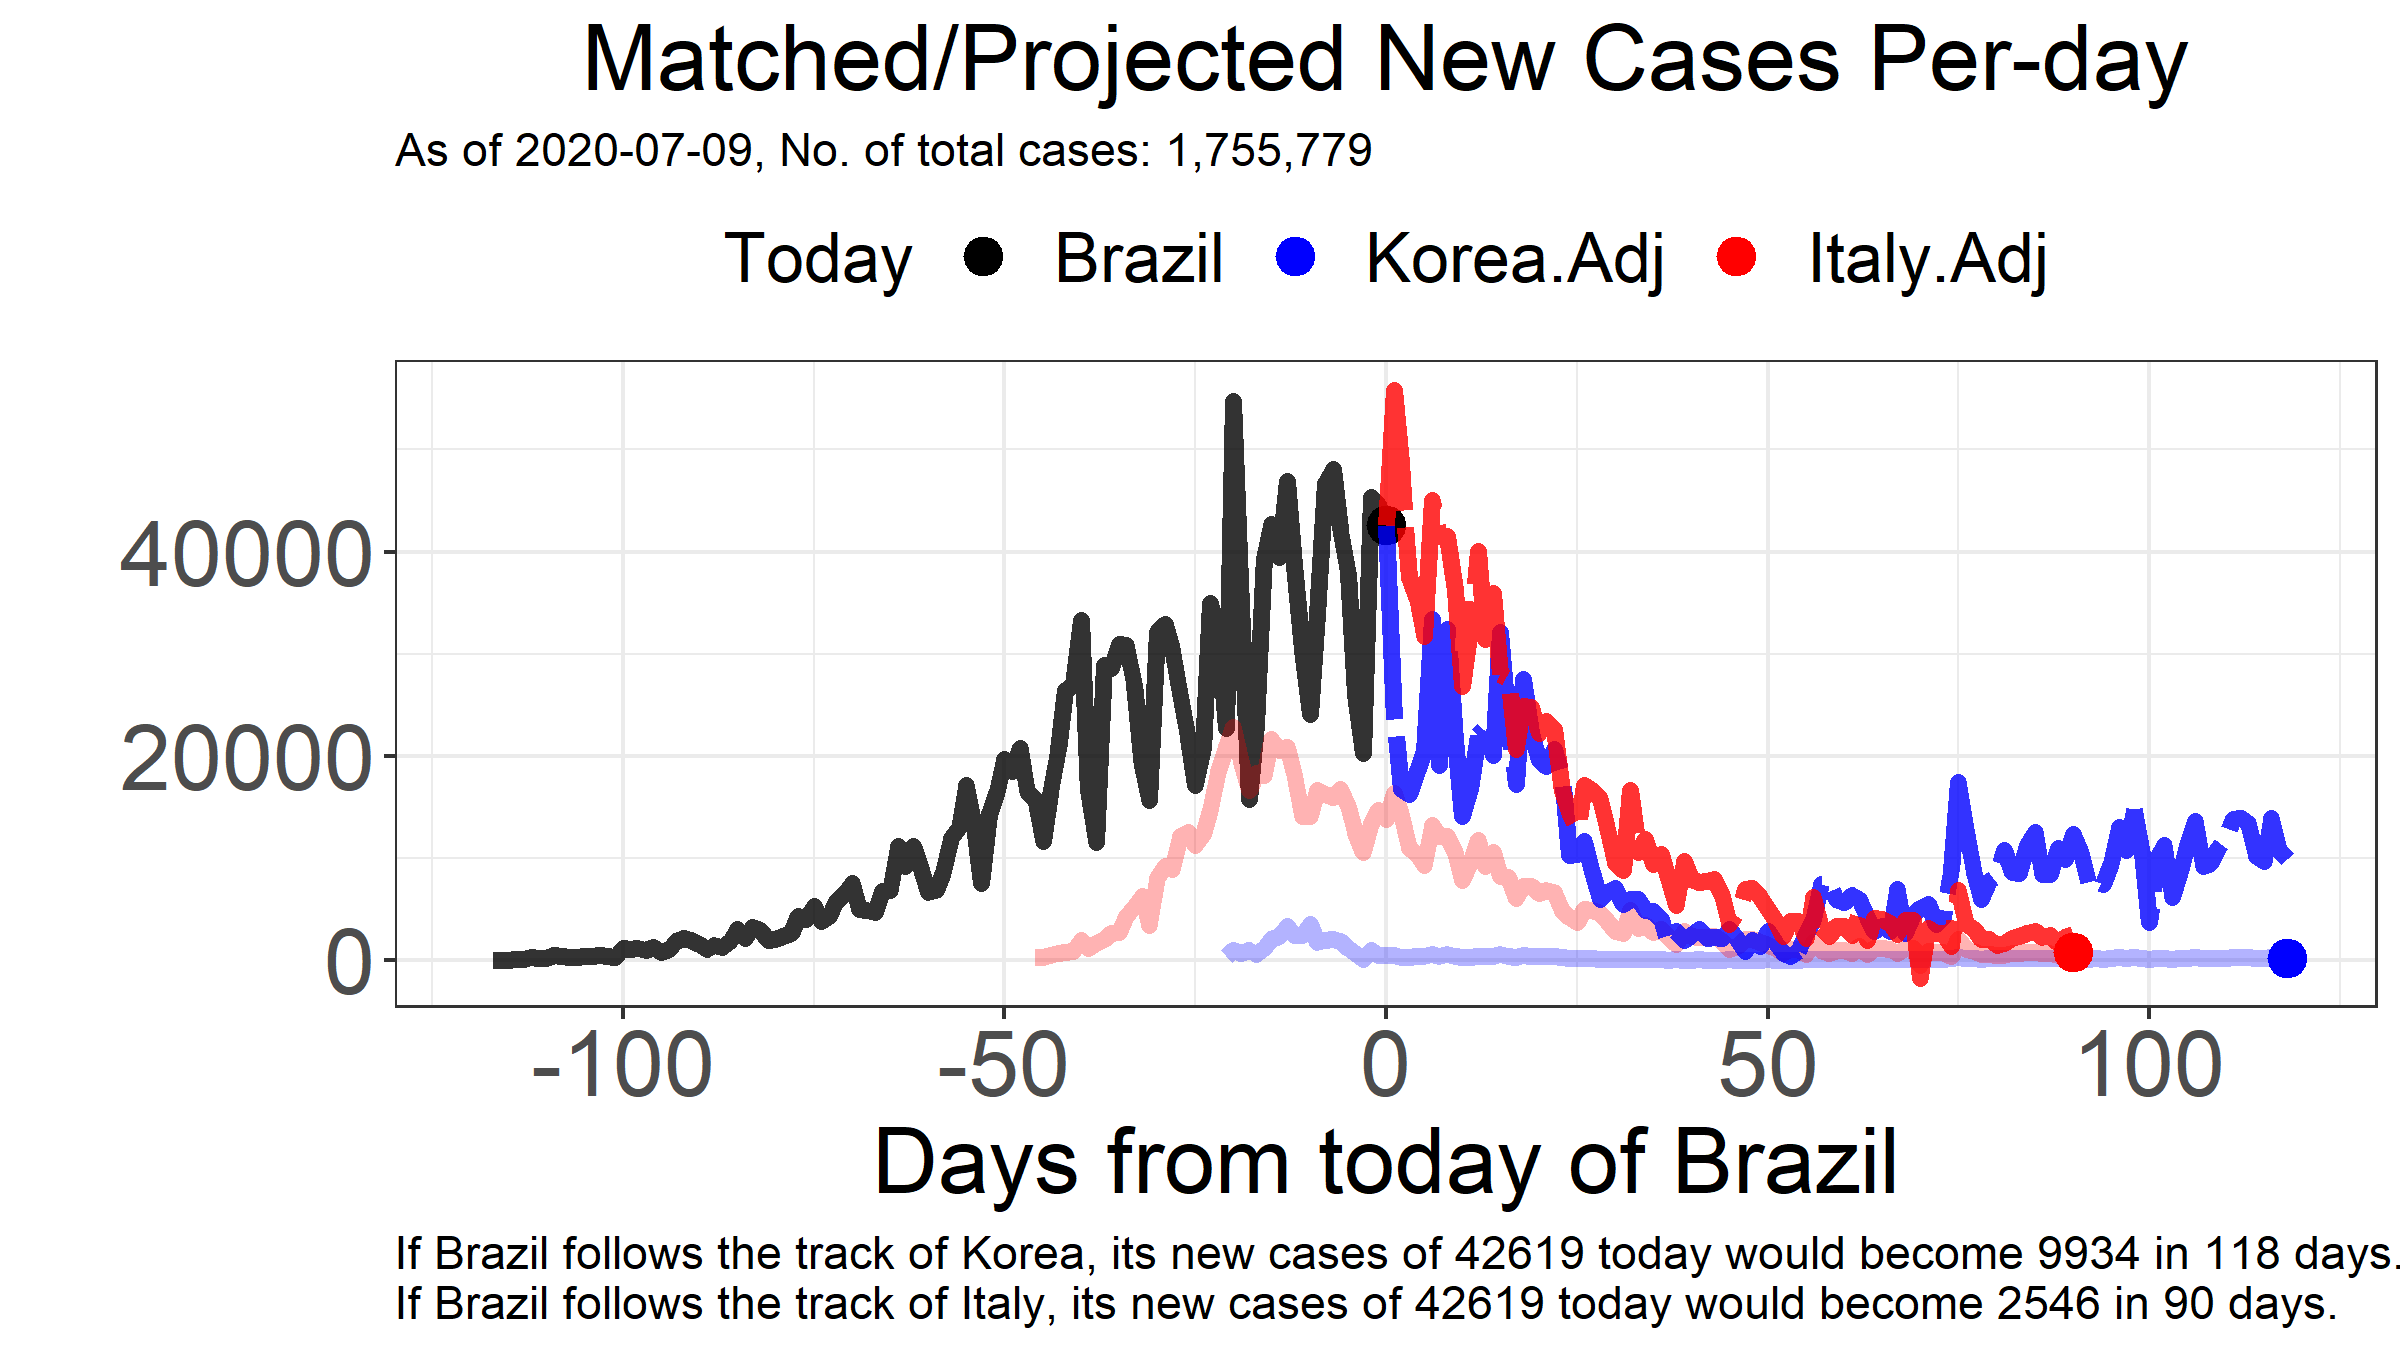 Matched/Projected New Cases Per-day
As of 2020-07-09, No. of total cases: 1,755,779
Today Brazil Korea.Adj Italy.Adj
40000
20000
0
-100 -50 0 50 100
Days from today of Brazil
If Brazil follows the track of Korea, its new cases of 42619 today would become 9934 in 118 days.
If Brazil follows the track of Italy, its new cases of 42619 today would become 2546 in 90 days.